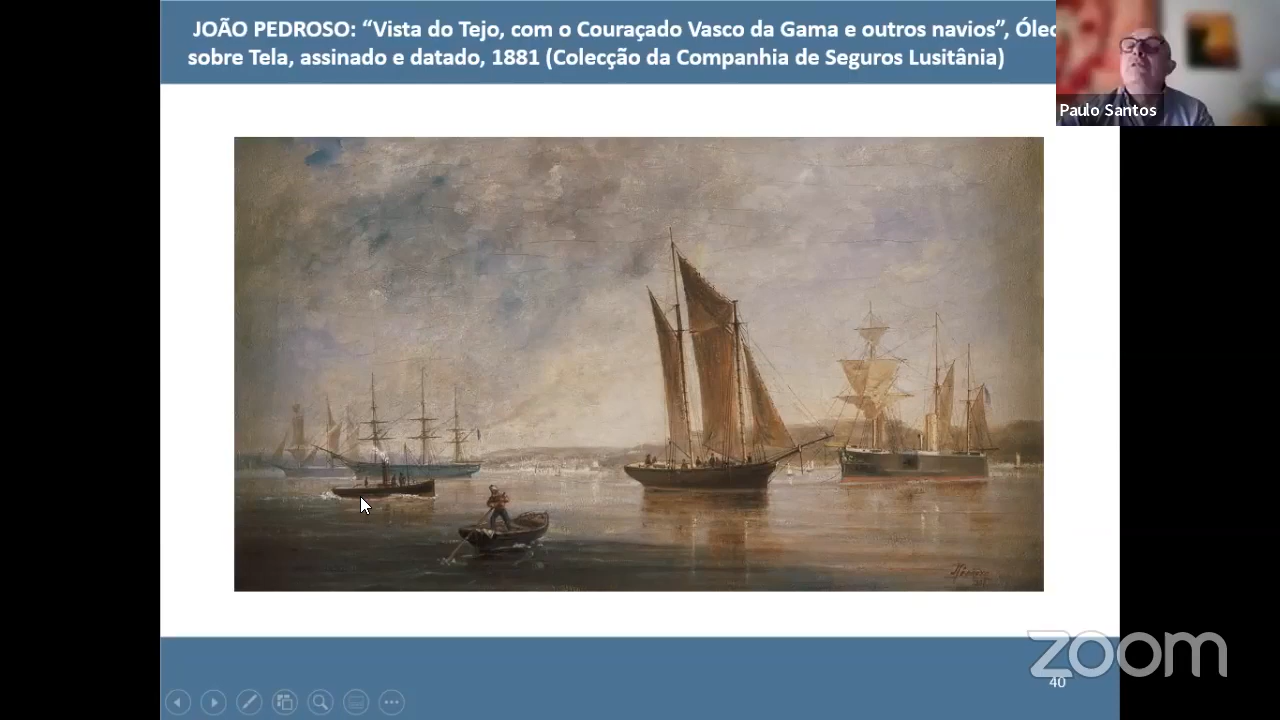 JOÃO PEDROSO: “Vista do Tejo, com o Couraçado Vasco da Gama e outros navios”, Óleo
sobre Tela, assinado e datado, 1881 (Colecção da Companhia de Seguros Lusitânia)
Paulo Santos
zoom
40